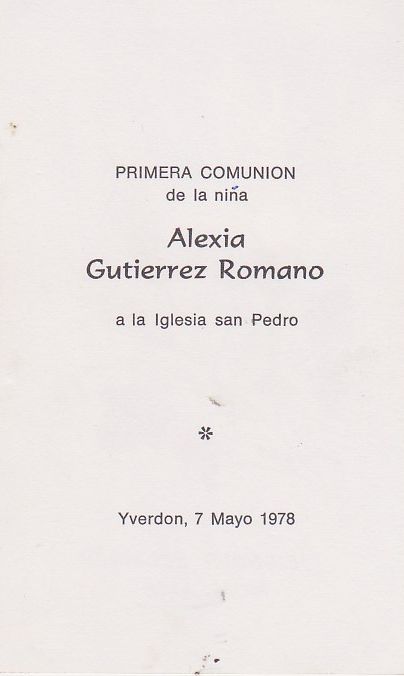 PRIMERA COMUNION
de la niña
Alexia
Gutierrez Romano
a la Iglesia san Pedro
*
Yverdon, 7 Mayo 1978